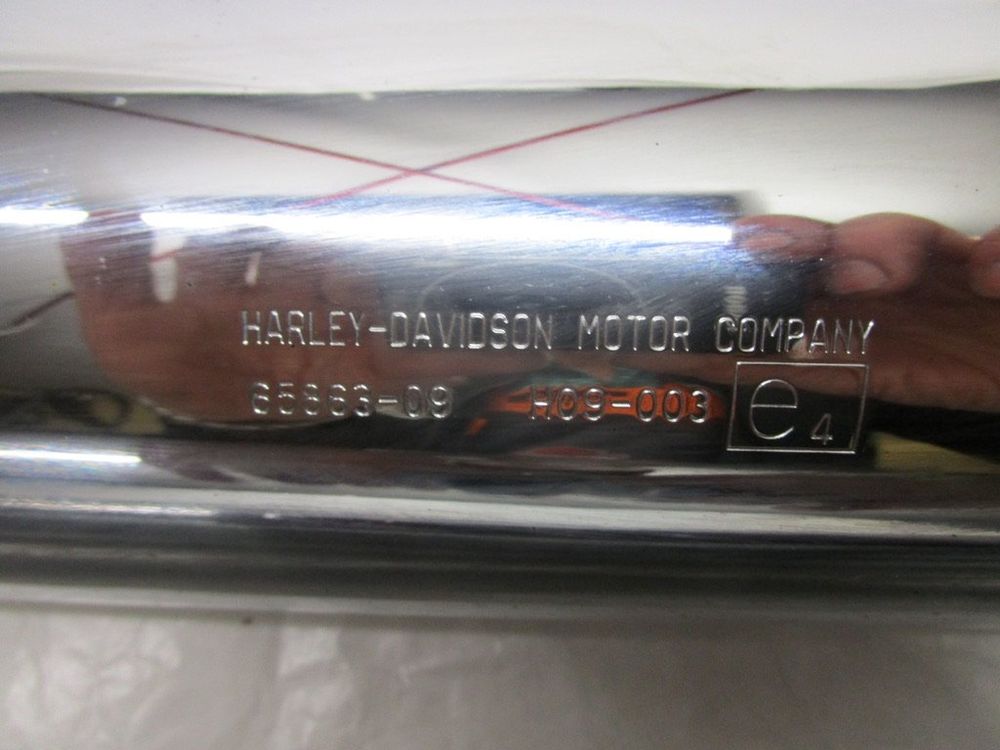 HARLEY-DAVIDSON MOTOR COMPANY
65863-09 H09-003 e4